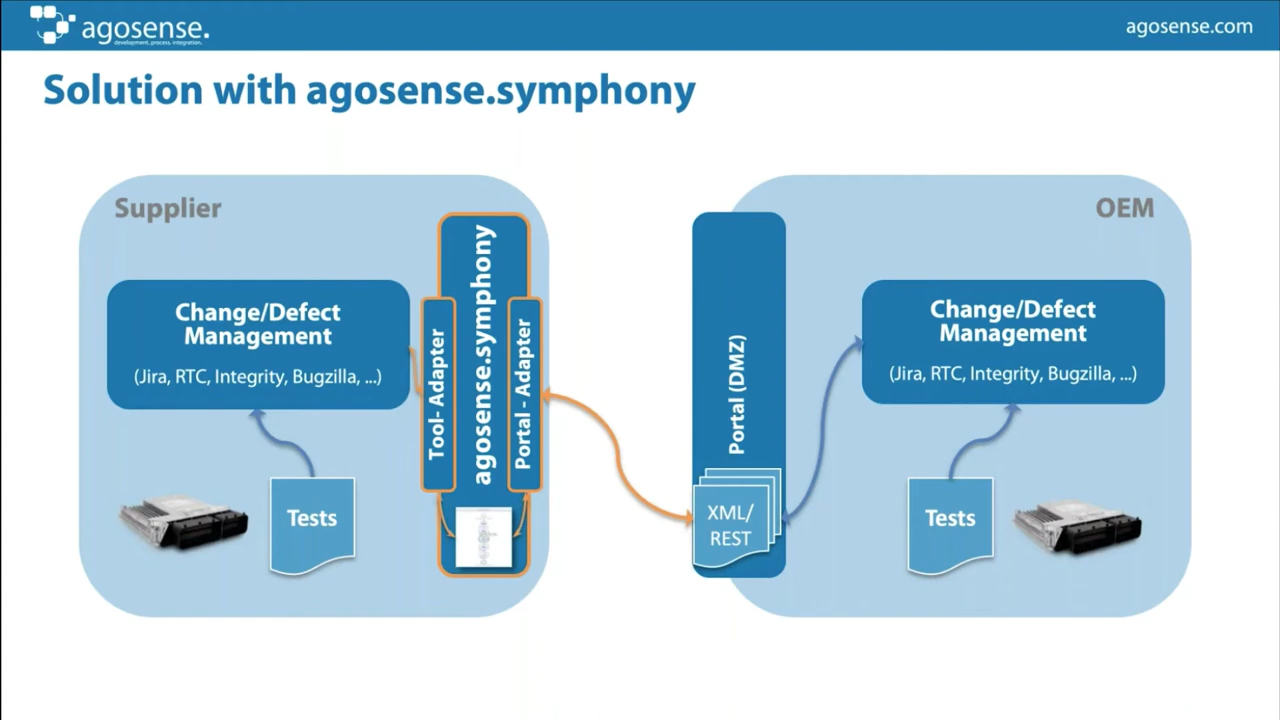 agosense.
development, process, integration.
agosense.com
Solution with agosense.symphony
Supplier
OEM
Change/Defect
Management
(Jira, RTC, Integrity, Bugzilla, ...)
Tests
Tool- Adapter
agosense.symphony
Portal - Adapter
Portal (DMZ)
XML/
REST
Change/Defect
Management
(Jira, RTC, Integrity, Bugzilla, ...)
Tests